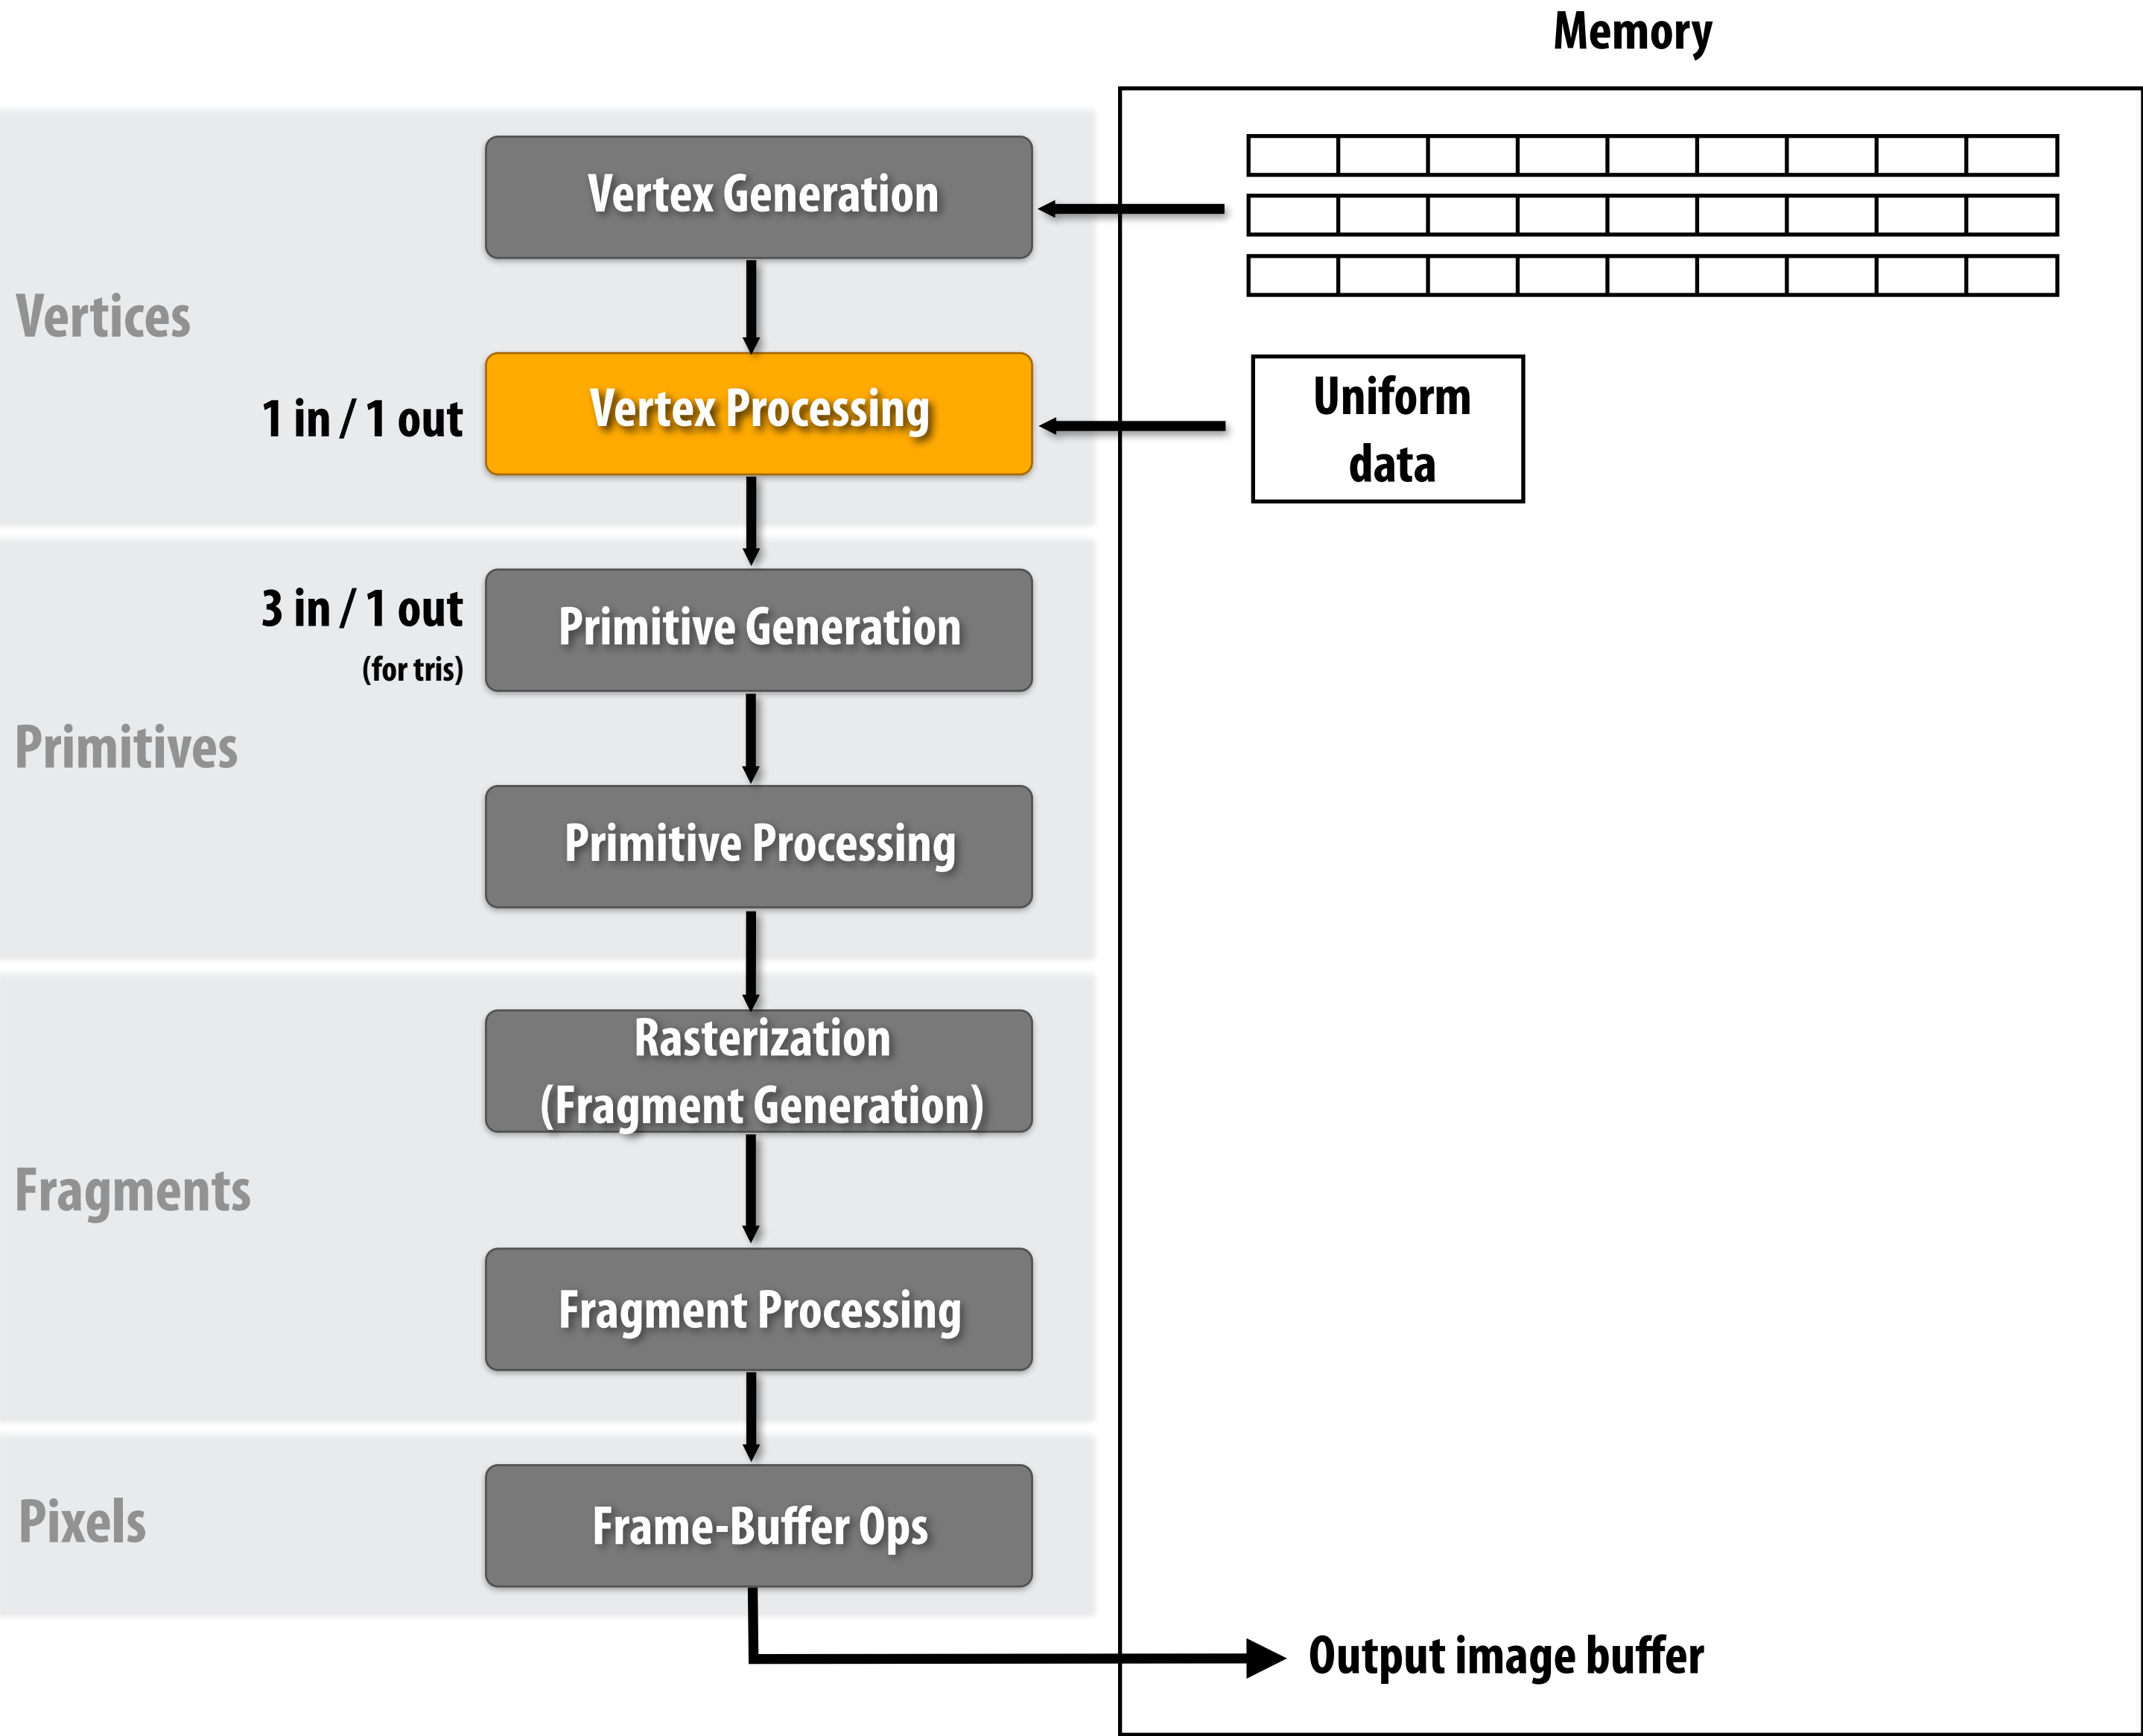 Memory
Vertex Generation
Vertices
1 in / 1 out
Vertex Processing
Uniform
data
3 in / 1 out
(for tris)
Primitive Generation
Primitives
Primitive Processing
Rasterization
(Fragment Generation)
Fragments
Fragment Processing
Pixels
Frame-Buffer Ops
Output image buffer